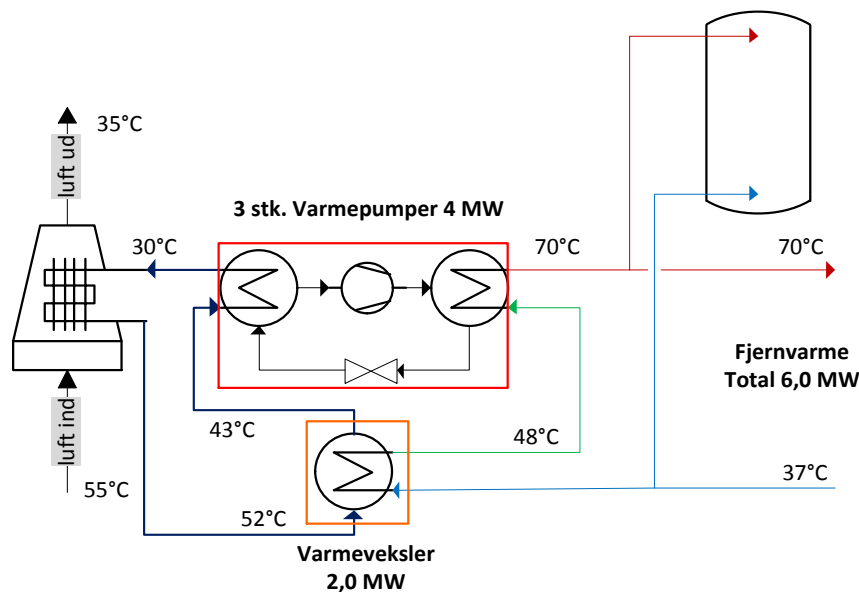 35°C
luft ud
3 stk. Varmepumper 4 MW
30°C
70°C
70°C
Fjernvarme
Total 6,0 MW
luft ind
43°C
48°C
37°C
55°C
52°C
Varmeveksler
2,0 MW